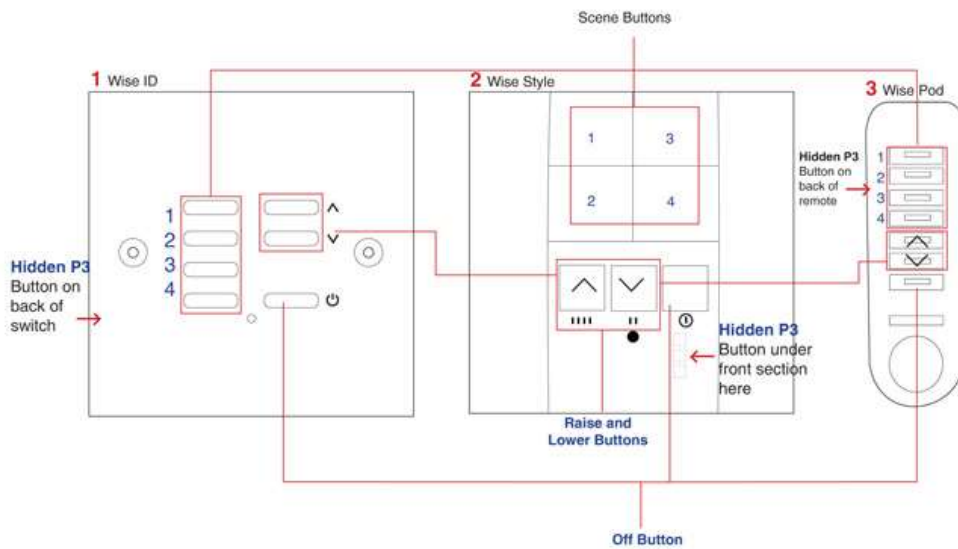 Scene Buttons
1 Wise ID
2 Wise Style
3 Wise Pod
1
2
3
4
Hidden P3
Button on
back of
switch
1
3
2
4
Hidden P3
Button under
front section
here
Raise and
Lower Buttons
Hidden P3
Button on
back of
remote
1
2
3
4
Off Button